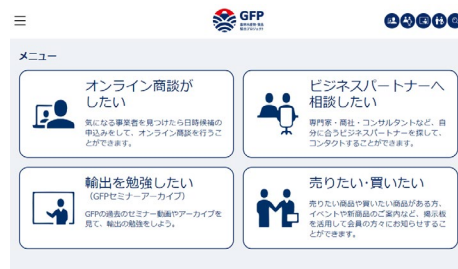 GFP
農林水産物・食品
輸出プロジェクト
メニュー
オンライン商談が
したい
気になる事業者を見つけたら日時候補の
申込みをして、オンライン商談を行うこ
とができます。
ビジネスパートナーへ
相談したい
専門家・商社・コンサルタントなど、自
分に合うビジネスパートナーを探して、
コンタクトすることができます。
輸出を勉強したい
(GFPセミナーアーカイブ)
GFPの過去のセミナー動画やアーカイブを
見て、輸出の勉強をしよう。
売りたい・買いたい
売りたい商品や買いたい商品がある方、
イベントや新商品のご案内など、掲示板
を活用して会員の方々にお知らせするこ
とができます。